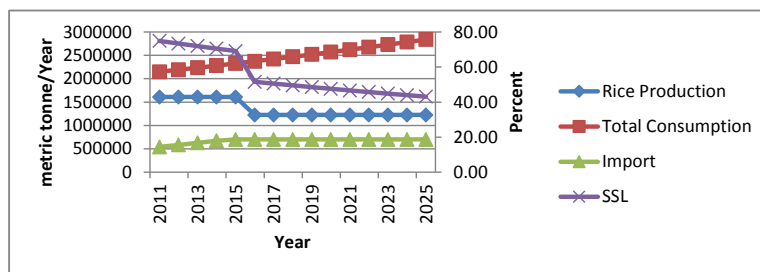 metric tonne/Year
3000000
2500000
2000000
1500000
1000000
500000
0
80.00
60.00
40.00
20.00
0.00
Percent
2011
2013
2015
2017
2019
2021
2023
2025
Year
Rice Production
Total Consumption
Import
SSL